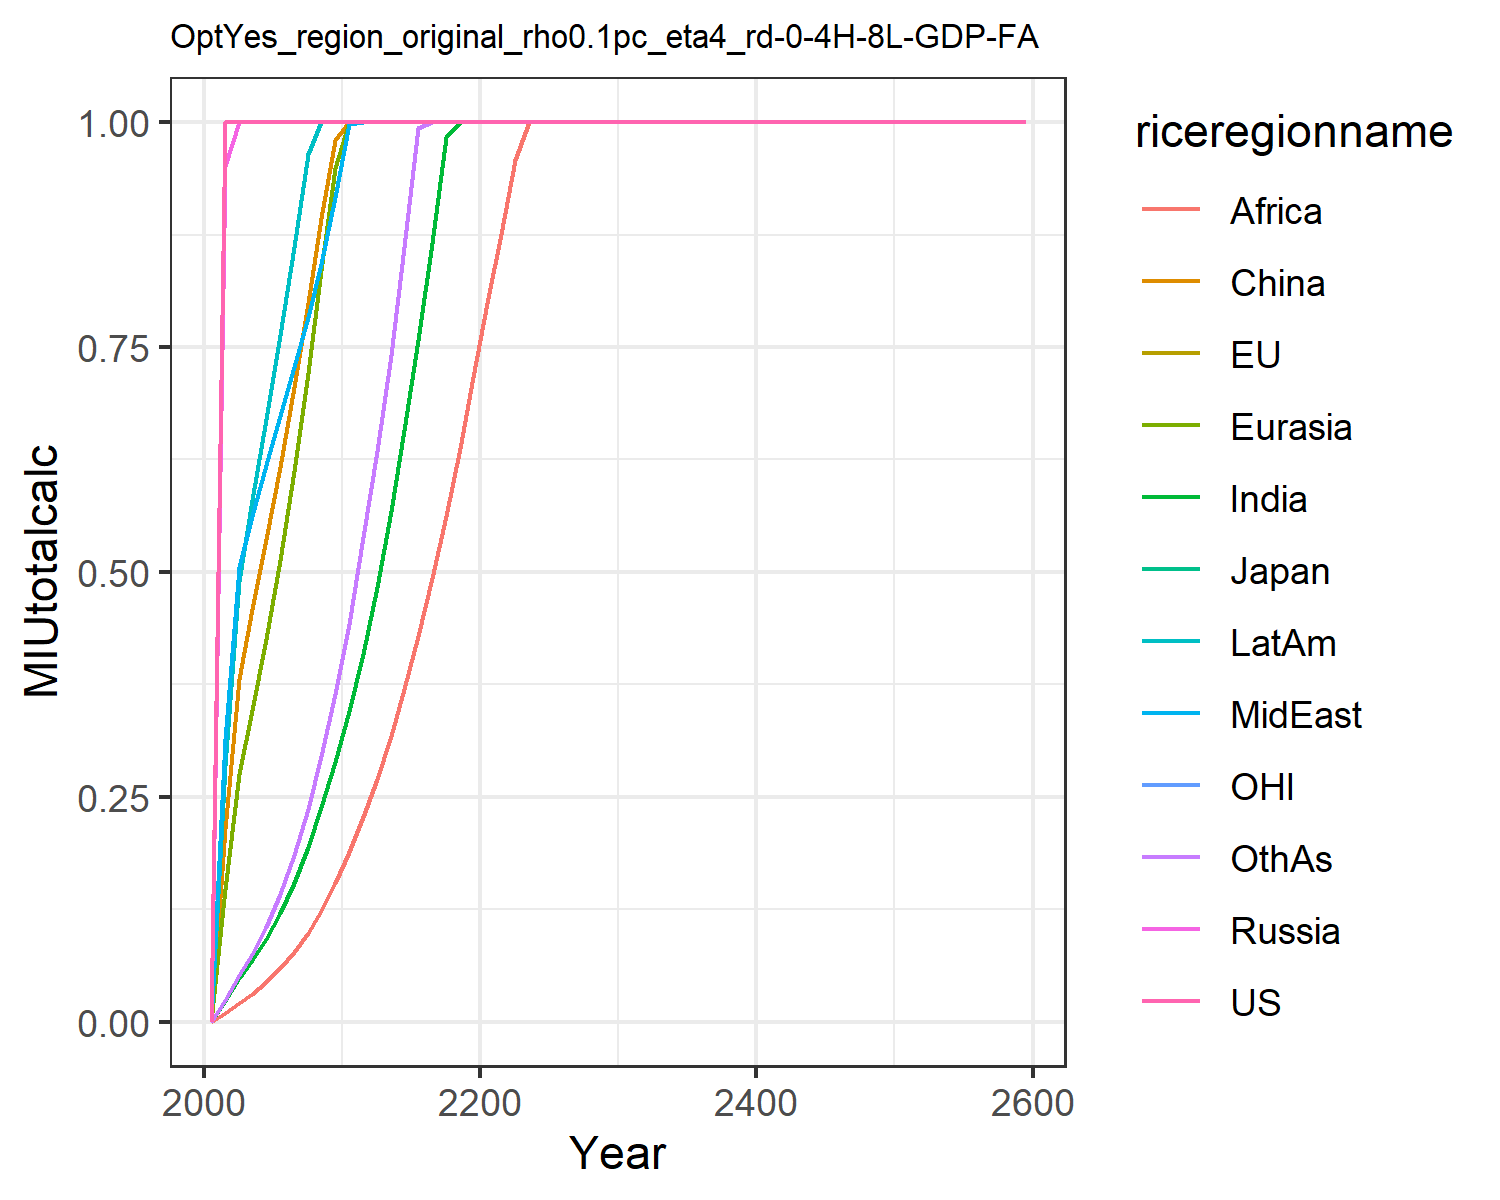 OptYes_region_original_rho0.1pc_eta4_rd-0-4H-8L-GDP-FA
MIUtotalcalc
1.00
0.75
0.50
0.25
0.00
2000
2200
2400
2600
Year
riceregionname
Africa
China
EU
Eurasia
India
Japan
LatAm
MidEast
OHI
OthAs
Russia
US